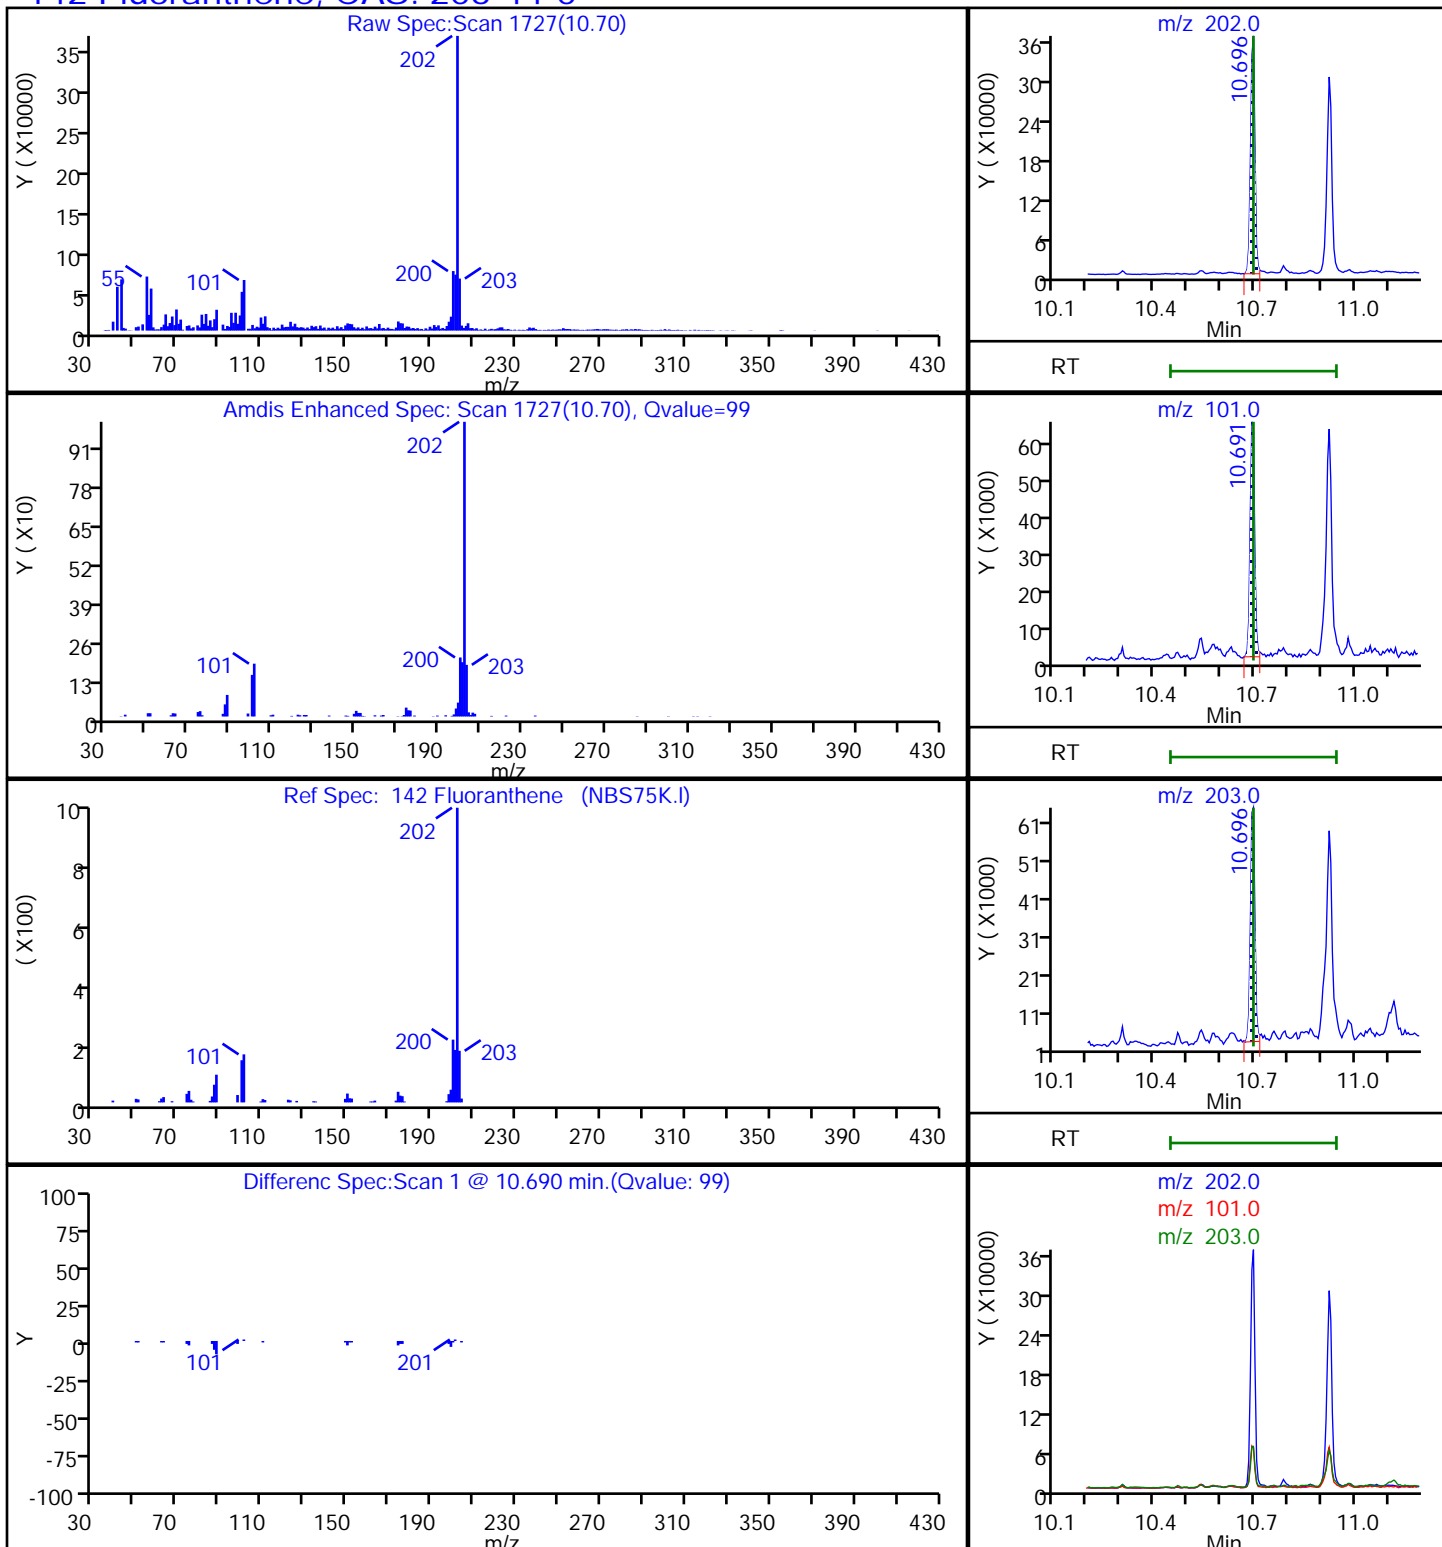 Raw Spec:Scan 1727(10.70)
Y ( X10000)
35
30
25
20
15
10
5
0
202
55
101
200
203
30 70 110 150 190 230 270 310 350 390 430
m/z
m/z 202.0
Y ( X10000)
36
30
24
18
12
6
0
10.696
10.1 10.4 10.7 11.0
Min
RT
Amdis Enhanced Spec: Scan 1727(10.70), Qvalue=99
Y ( X10)
91
78
65
52
39
26
13
0
202
101
200
203
30 70 110 150 190 230 270 310 350 390 430
m/z
m/z 101.0
Y ( X1000)
60
50
40
30
20
10
0
10.691
10.1 10.4 10.7 11.0
Min
RT
Ref Spec: 142 Fluoranthene (NBS75K.l)
( X100)
10
8
6
4
2
0
202
101
200
203
30 70 110 150 190 230 270 310 350 390 430
m/z 203.0
Y ( X1000)
61
51
41
31
21
11
1
10.696
10.1 10.4 10.7 11.0
Min
RT
Differenc Spec:Scan 1 @ 10.690 min.(Qvalue: 99)
Y
100
75
50
25
0
-25
-50
-75
-100
101
201
30 70 110 150 190 230 270 310 350 390 430
m/z
m/z 202.0
m/z 101.0
m/z 203.0
Y ( X10000)
36
30
24
18
12
6
0
10.1 10.4 10.7 11.0
Min